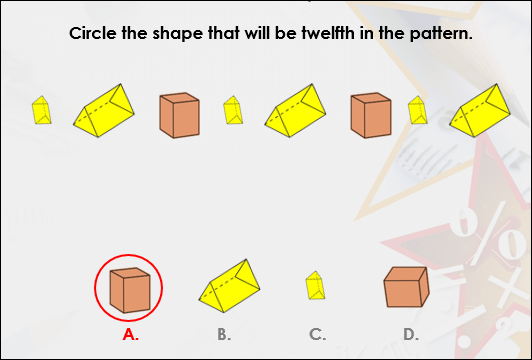 Circle the shape that will be twelfth in the pattern.
A. B. C. D.